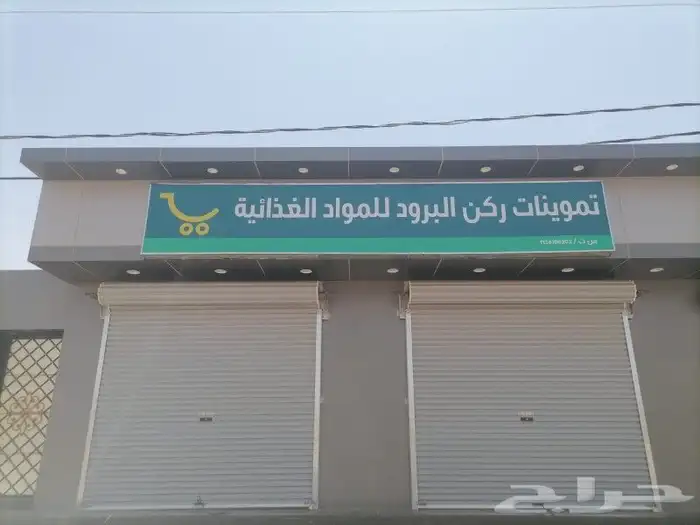 تموينات ركن البرود للمواد الغذائية
س ت /
حراج